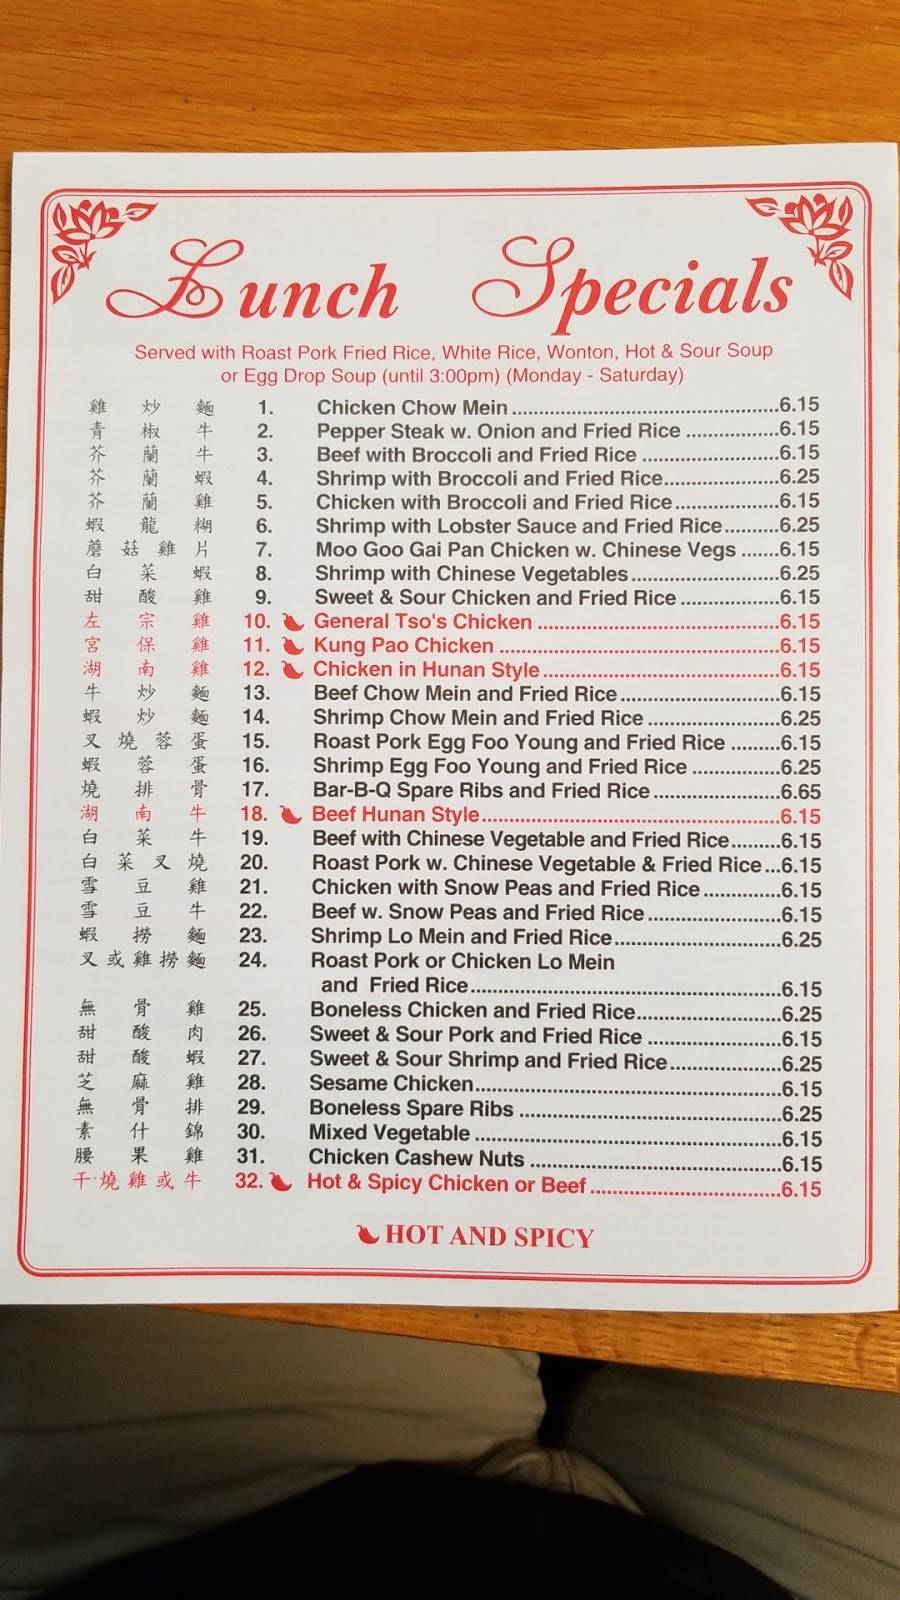 Lunch Specials
Served with Roast Pork Fried Rice, White Rice, Wonton, Hot & Sour Soup
or Egg Drop Soup (until 3:00pm) (Monday - Saturday)
雞 炒 麵 1. Chicken Chow Mein ........ 6.15
青 椒 牛 2. Pepper Steak w. Onion and Fried Rice ........ 6.15
芥 蘭 牛 3. Beef with Broccoli and Fried Rice ........ 6.15
芥 蘭 蝦 4. Shrimp with Broccoli and Fried Rice ........ 6.25
芥 蘭 雞 5. Chicken with Broccoli and Fried Rice ........ 6.15
蝦 龍 糊 6. Shrimp with Lobster Sauce and Fried Rice ........ 6.25
蘑 菇 雞 片 7. Moo Goo Gai Pan Chicken w. Chinese Vegs ........ 6.15
白 菜 蝦 8. Shrimp with Chinese Vegetables ........ 6.25
甜 酸 雞 9. Sweet & Sour Chicken and Fried Rice ........ 6.15
左 宗 雞 10. General Tso's Chicken ........ 6.15
宮 保 雞 11. Kung Pao Chicken ........ 6.15
湖 南 雞 12. Chicken in Hunan Style ........ 6.15
牛 炒 麵 13. Beef Chow Mein and Fried Rice ........ 6.15
蝦 炒 麵 14. Shrimp Chow Mein and Fried Rice ........ 6.25
叉 燒 蓉 蛋 15. Roast Pork Egg Foo Young and Fried Rice ........ 6.15
蝦 蓉 蛋 16. Shrimp Egg Foo Young and Fried Rice ........ 6.25
燒 排 骨 17. Bar-B-Q Spare Ribs and Fried Rice ........ 6.65
湖 南 牛 18. Beef Hunan Style ........ 6.15
白 菜 牛 19. Beef with Chinese Vegetable and Fried Rice ........ 6.15
白 菜 叉 燒 20. Roast Pork w. Chinese Vegetable & Fried Rice ... 6.15
雪 豆 雞 21. Chicken with Snow Peas and Fried Rice ........ 6.15
雪 豆 牛 22. Beef w. Snow Peas and Fried Rice ........ 6.15
蝦 撈 麵 23. Shrimp Lo Mein and Fried Rice ........ 6.25
叉 或 雞 撈 麵 24. Roast Pork or Chicken Lo Mein
and Fried Rice ........ 6.15
無 骨 雞 25. Boneless Chicken and Fried Rice ........ 6.25
甜 酸 肉 26. Sweet & Sour Pork and Fried Rice ........ 6.15
甜 酸 蝦 27. Sweet & Sour Shrimp and Fried Rice ........ 6.25
芝 麻 雞 28. Sesame Chicken ........ 6.15
無 骨 排 29. Boneless Spare Ribs ........ 6.25
素 什 錦 30. Mixed Vegetable ........ 6.15
腰 果 雞 31. Chicken Cashew Nuts ........ 6.15
干 燒 雞 或 牛 32. Hot & Spicy Chicken or Beef ........ 6.15
HOT AND SPICY